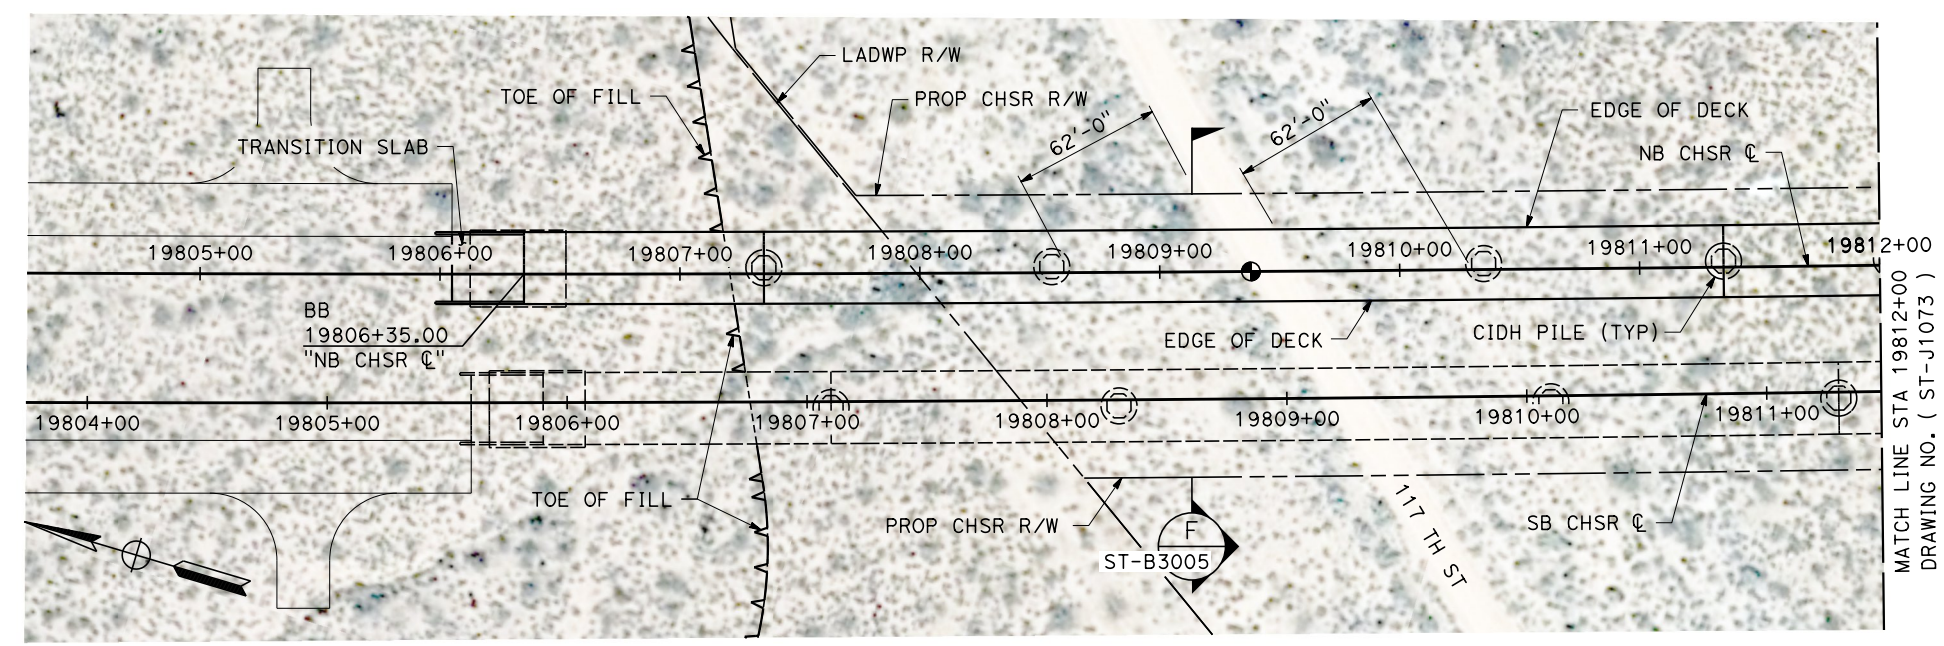 LADWP R/W
TOE OF FILL
PROP CHSR R/W
62'-0"
62'-0"
EDGE OF DECK
TRANSITION SLAB
NB CHSR ℄
19805+00
19806+00
19807+00
19808+00
19809+00
19810+00
19811+00
19812+00
BB
19806+35.00
"NB CHSR ℄"
EDGE OF DECK
CIDH PILE (TYP)
19804+00
19805+00
19806+00
19807+00
19808+00
19809+00
19810+00
19811+00
TOE OF FILL
PROP CHSR R/W
F
ST-B3005
117 TH ST
SB CHSR ℄
MATCH LINE STA 19812+00
DRAWING NO. ( ST-J1073 )